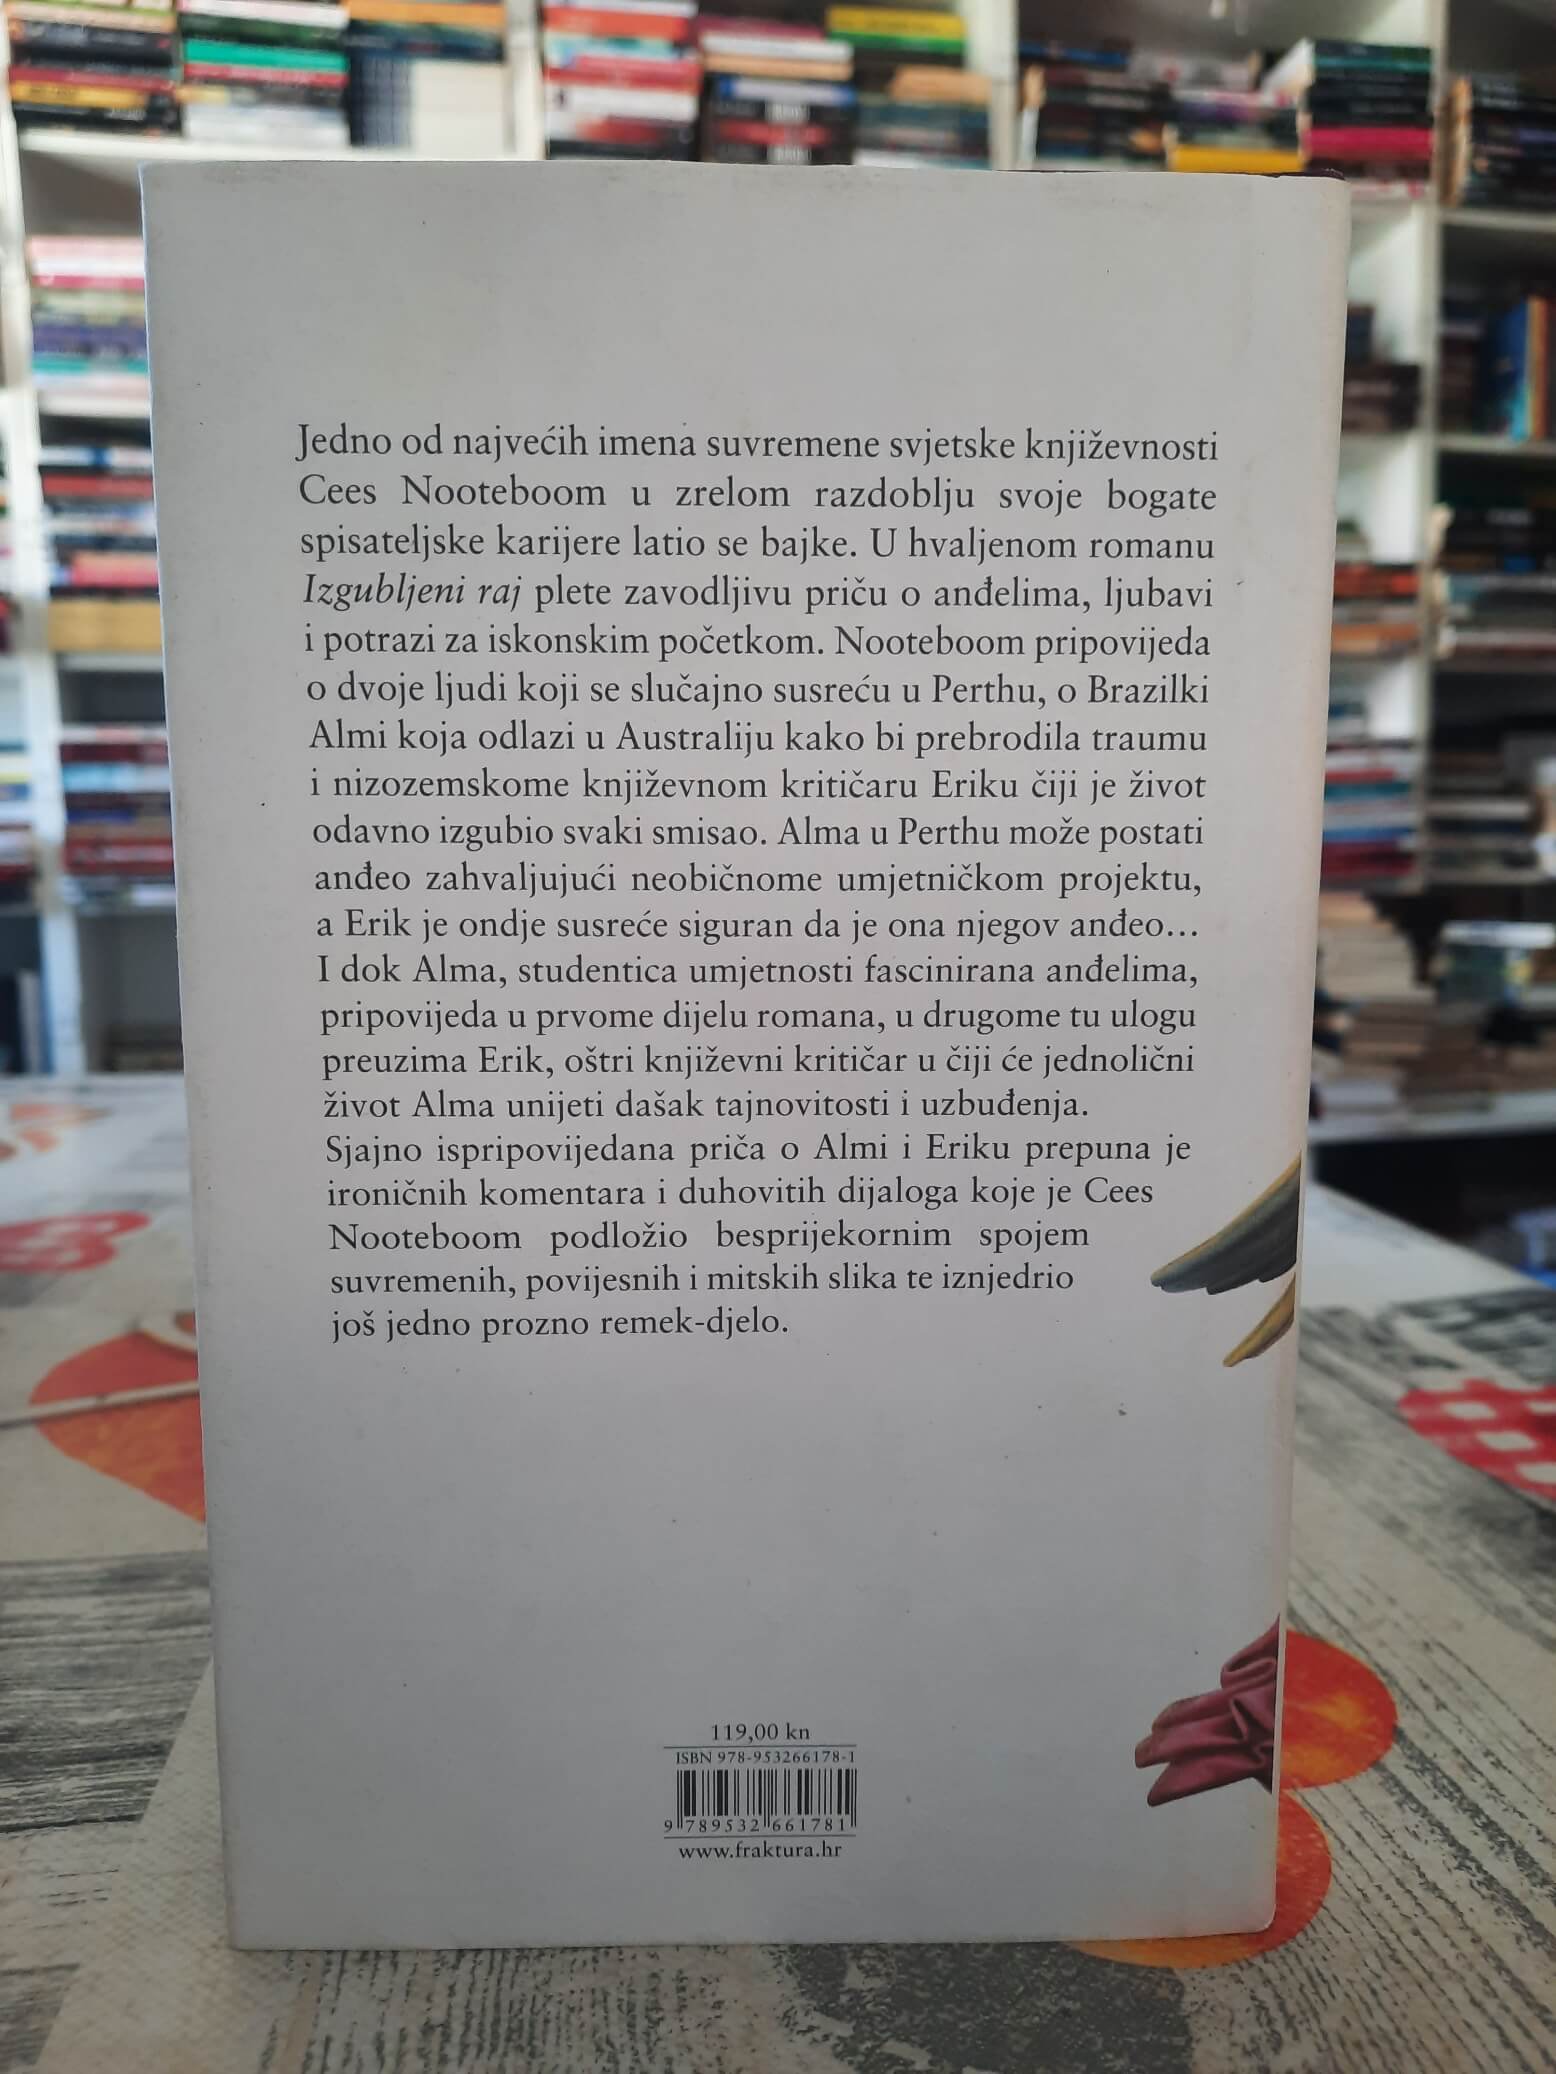 Jedno od najvećih imena suvremene svjetske književnosti
Cees Nooteboom u zrelom razdoblju svoje bogate
spisateljske karijere latio se bajke. U hvaljenom romanu
Izgubljeni raj plete zavodljivu priču o anđelima, ljubavi
i potrazi za iskonskim početkom. Nooteboom pripovijeda
o dvoje ljudi koji se slučajno susreću u Perthu, o Brazilki
Almi koja odlazi u Australiju kako bi prebrodila traumu
i nizozemskome književnom kritičaru Eriku čiji je život
odavno izgubio svaki smisao. Alma u Perthu može postati
anđeo zahvaljujući neobičnome umjetničkom projektu,
a Erik je ondje susreće siguran da je ona njegov anđeo...
I dok Alma, studentica umjetnosti fascinirana anđelima,
pripovijeda u prvome dijelu romana, u drugome tu ulogu
preuzima Erik, oštri književni kritičar u čiji će jednolični
život Alma unijeti dašak tajnovitosti i uzbuđenja.
Sjajno ispripovijedana priča o Almi i Eriku prepuna je
ironičnih komentara i duhovitih dijaloga koje je Cees
Nooteboom podložio besprijekornim spojem
suvremenih, povijesnih i mitskih slika te iznjedrio
još jedno prozno remek-djelo.
119,00 kn
ISBN 978-953266178-1
9 789532 661781
www.fraktura.hr